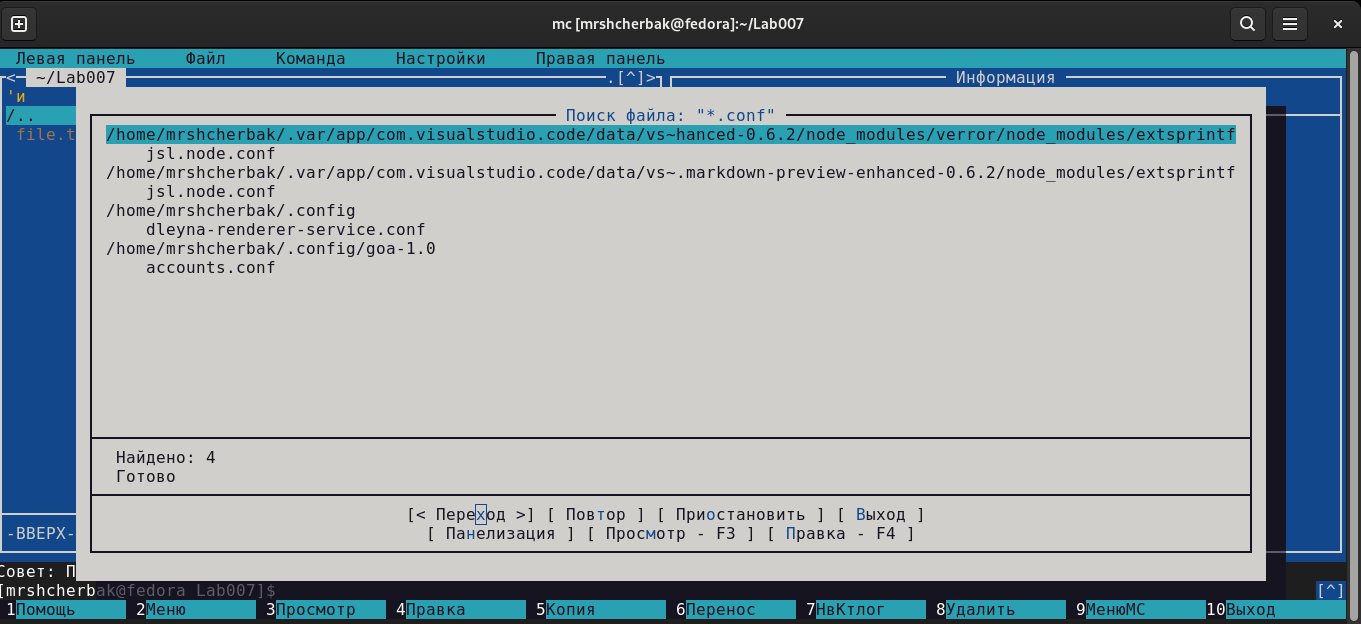 mc [mrshcherbak@fedora]:~/Lab007
Левая панель Файл Команда Настройки Правая панель
<─ ~/Lab007 .[^]>
Информация
'и
/..
file.t
Поиск файла: "*.conf"
/home/mrshcherbak/.var/app/com.visualstudio.code/data/vs~hanced-0.6.2/node_modules/verror/node_modules/extsprintf
jsl.node.conf
/home/mrshcherbak/.var/app/com.visualstudio.code/data/vs~.markdown-preview-enhanced-0.6.2/node_modules/extsprintf
jsl.node.conf
/home/mrshcherbak/.config
dleyna-renderer-service.conf
/home/mrshcherbak/.config/goa-1.0
accounts.conf
Найдено: 4
Готово
[< Переход >] [ Повтор ] [ Приостановить ] [ Выход ]
[ Панелизация ] [ Просмотр - F3 ] [ Правка - F4 ]
-ВВЕРХ-
Совет: П
[mrshcherbak@fedora Lab007]$ [^]
1Помощь 2Меню 3Просмотр 4Правка 5Копия 6Перенос 7НвКтлог 8Удалить 9МенюМС 10Выход